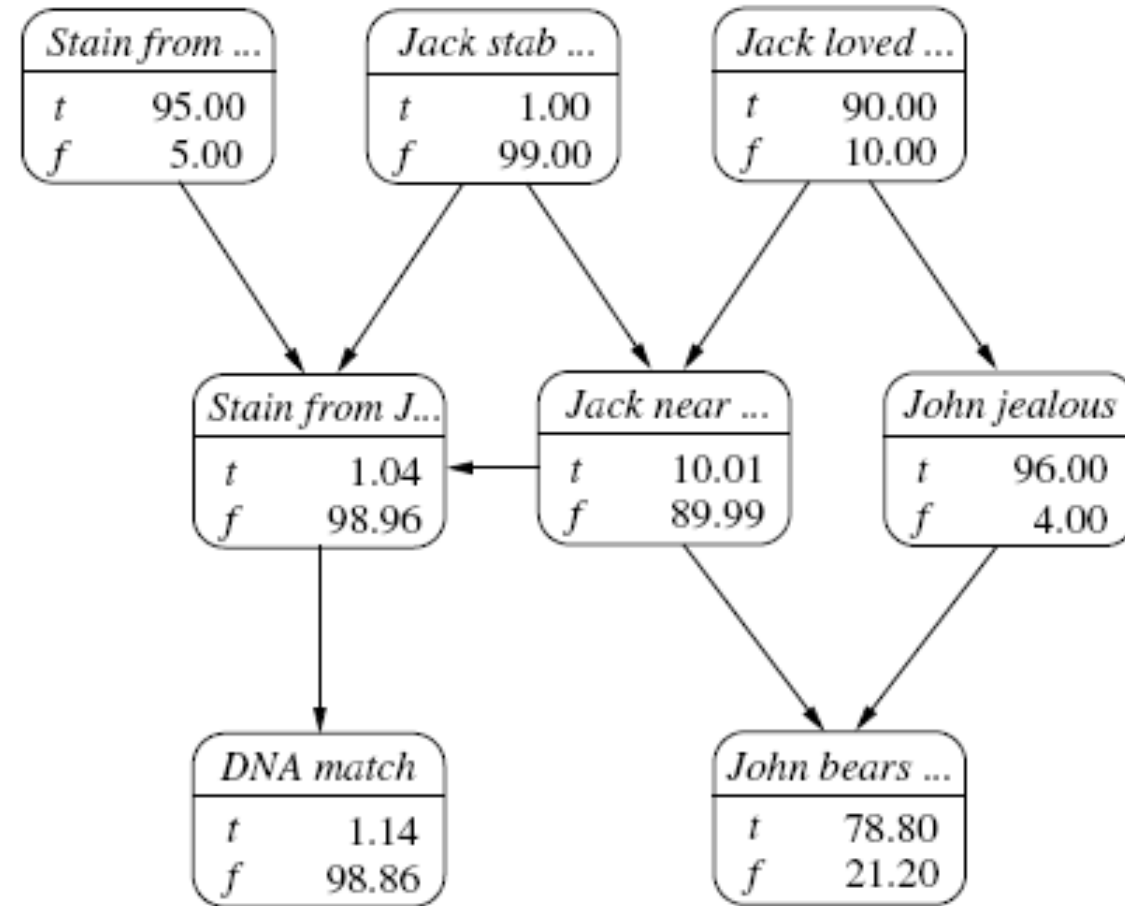 Stain from ...
t 95.00
f 5.00
Jack stab ...
t 1.00
f 99.00
Jack loved ...
t 90.00
f 10.00
Stain from J...
t 1.04
f 98.96
Jack near ...
t 10.01
f 89.99
John jealous
t 96.00
f 4.00
DNA match
t 1.14
f 98.86
John bears ...
t 78.80
f 21.20